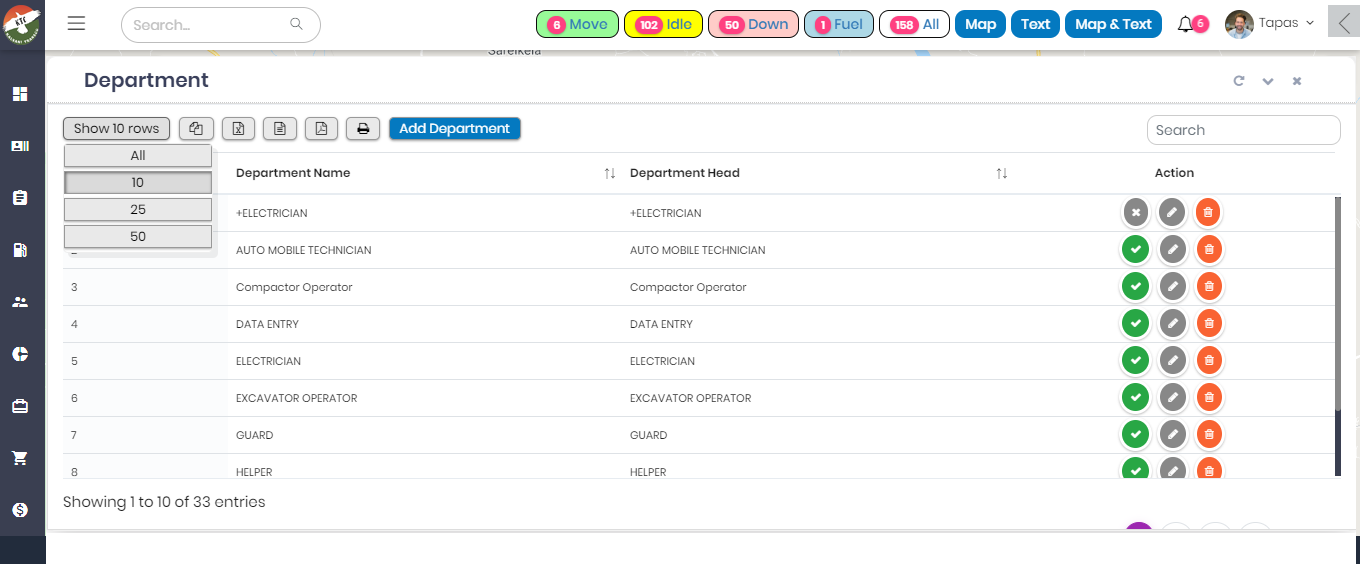 KTC
Search...
6 Move
102 Idle
50 Down
1 Fuel
158 All
Map
Text
Map & Text
6
Tapas
Department
Show 10 rows
Add Department
Search
All
10
25
50
Department Name
Department Head
Action
+ELECTRICIAN +ELECTRICIAN
AUTO MOBILE TECHNICIAN AUTO MOBILE TECHNICIAN
3 Compactor Operator Compactor Operator
4 DATA ENTRY DATA ENTRY
5 ELECTRICIAN ELECTRICIAN
6 EXCAVATOR OPERATOR EXCAVATOR OPERATOR
7 GUARD GUARD
8 HELPER HELPER
Showing 1 to 10 of 33 entries